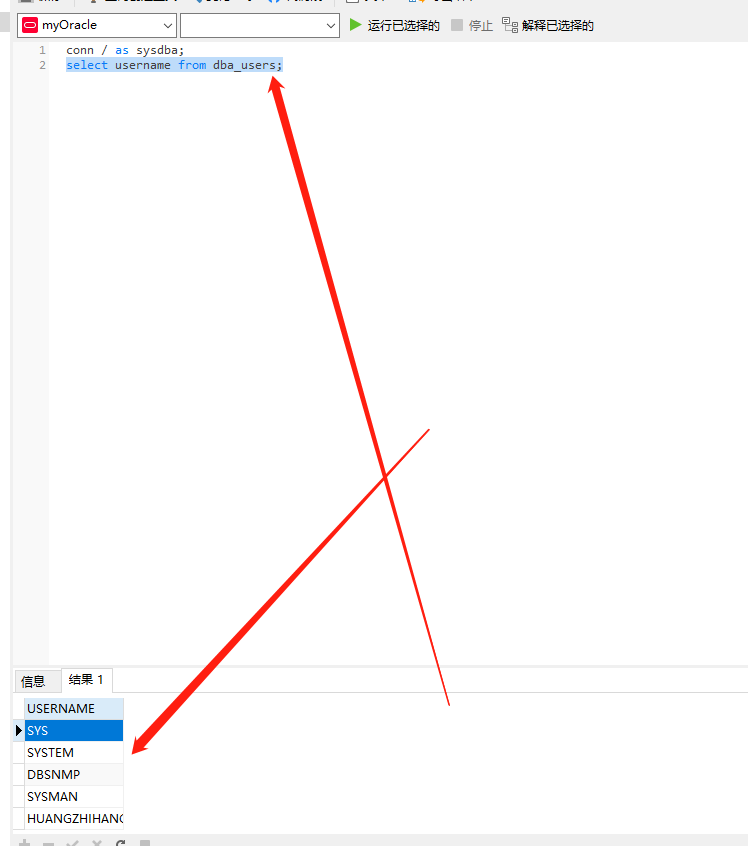 myOracle
运行已选择的
停止
解释已选择的
1 conn / as sysdba;
2 select username from dba_users;
信息
结果 1
USERNAME
SYS
SYSTEM
DBSNMP
SYSMAN
HUANGZHIHANG